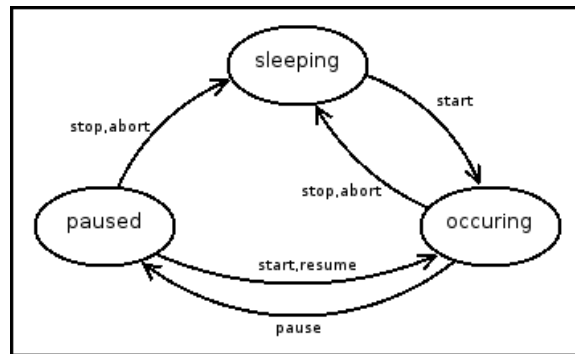 sleeping
start
stop,abort
stop,abort
paused
occuring
start,resume
pause